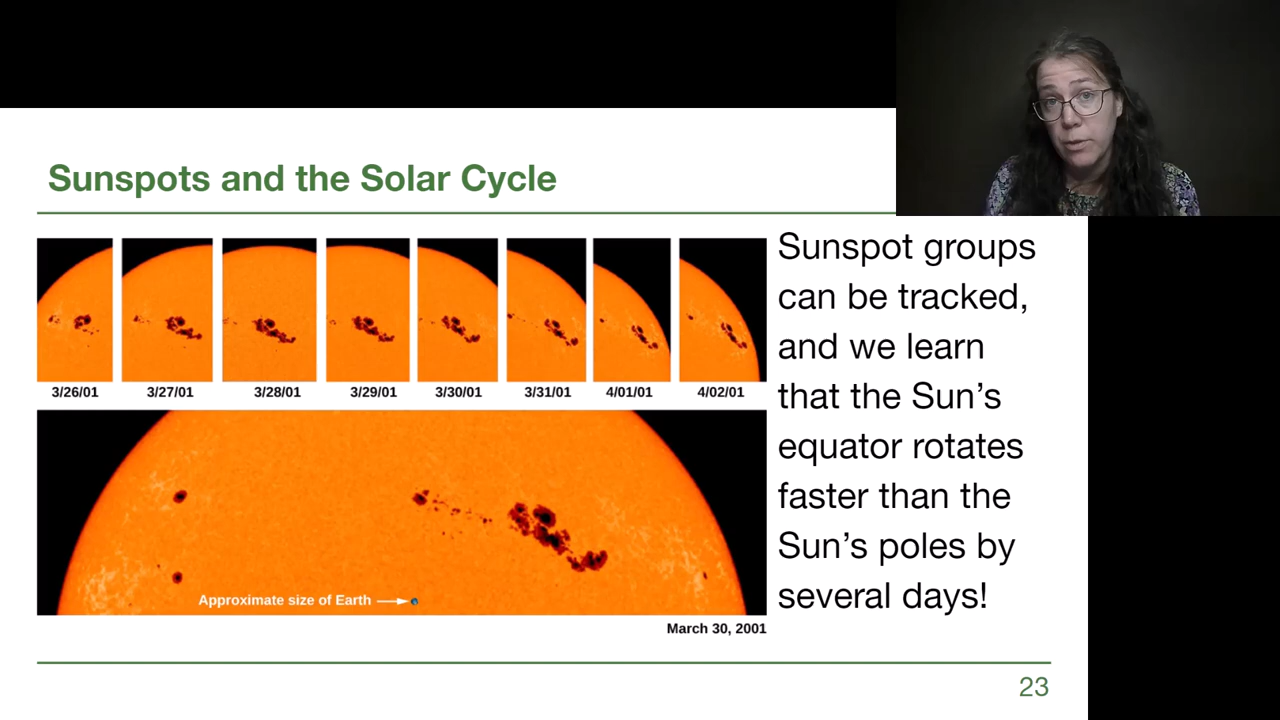 Sunspots and the Solar Cycle
3/26/01 3/27/01 3/28/01 3/29/01 3/30/01 3/31/01 4/01/01 4/02/01
Approximate size of Earth
March 30, 2001
Sunspot groups
can be tracked,
and we learn
that the Sun’s
equator rotates
faster than the
Sun’s poles by
several days!
23